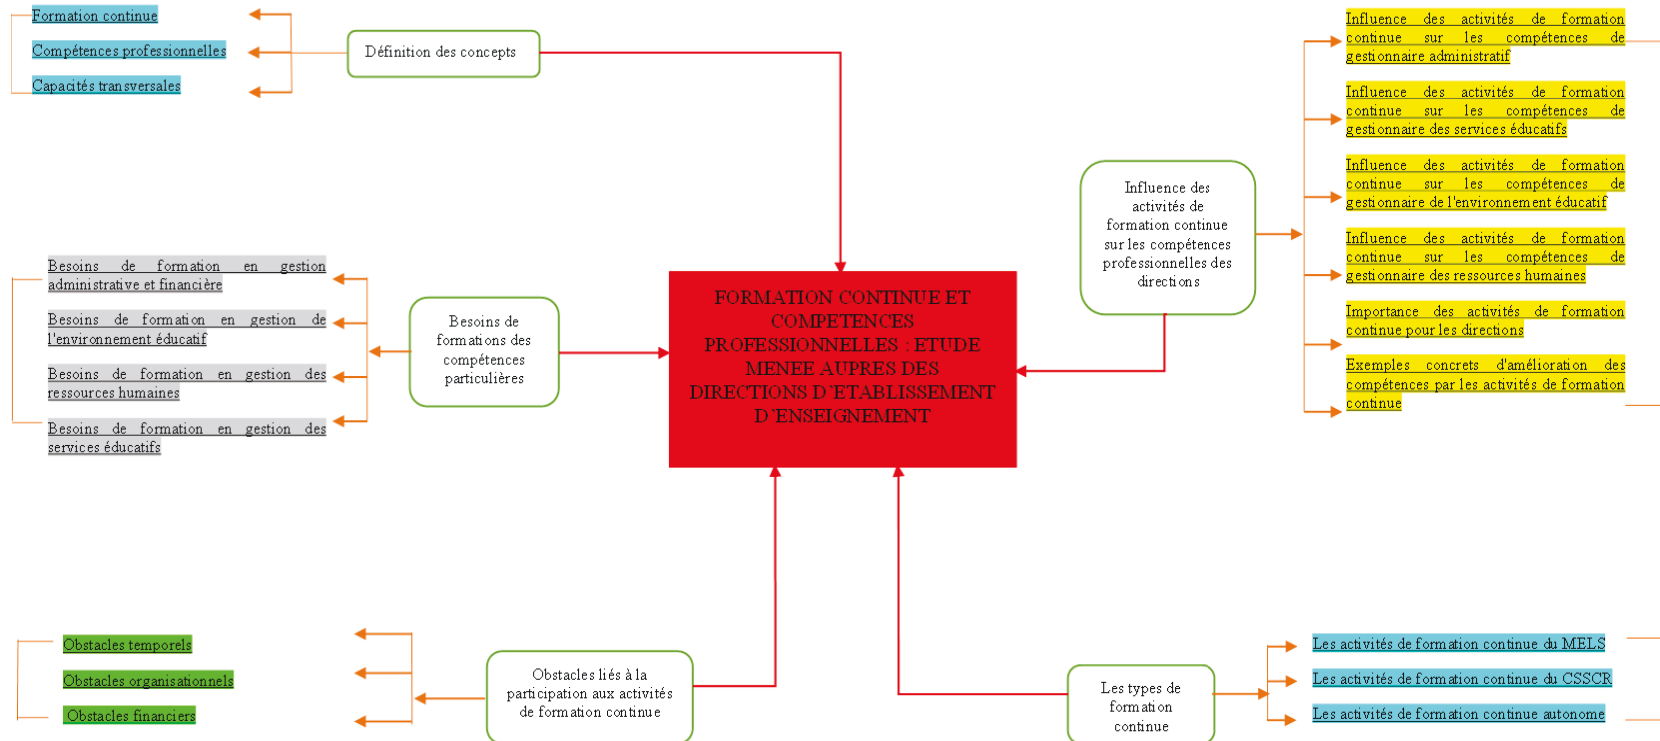 Formation continue
Compétences professionnelles
Capacités transversales
Définition des concepts
Influence des activités de formation
continue sur les compétences de
gestionnaire administratif
Influence des activités de formation
continue sur les compétences de
gestionnaire des services éducatifs
Influence des activités de formation
continue sur les compétences de
gestionnaire de l'environnement éducatif
Influence des activités de formation
continue sur les compétences de
gestionnaire des ressources humaines
Importance des activités de formation
continue pour les directions
Exemples concrets d'amélioration des
compétences par les activités de formation
continue
Influence des
activités de
formation continue
sur les compétences
professionnelles des
directions
Besoins de formation en gestion
administrative et financière
Besoins de formation en gestion de
l'environnement éducatif
Besoins de formation en gestion des
ressources humaines
Besoins de formation en gestion des
services éducatifs
Besoins de
formations des
compétences
particulières
FORMATION CONTINUE ET
COMPETENCES
PROFESSIONNELLES : ETUDE
MENEE AUPRES DES
DIRECTIONS D'ETABLISSEMENT
D'ENSEIGNEMENT
Obstacles temporels
Obstacles organisationnels
Obstacles financiers
Obstacles liés à la
participation aux activités
de formation continue
Les types de
formation
continue
Les activités de formation continue du MELS
Les activités de formation continue du CSSCR
Les activités de formation continue autonome